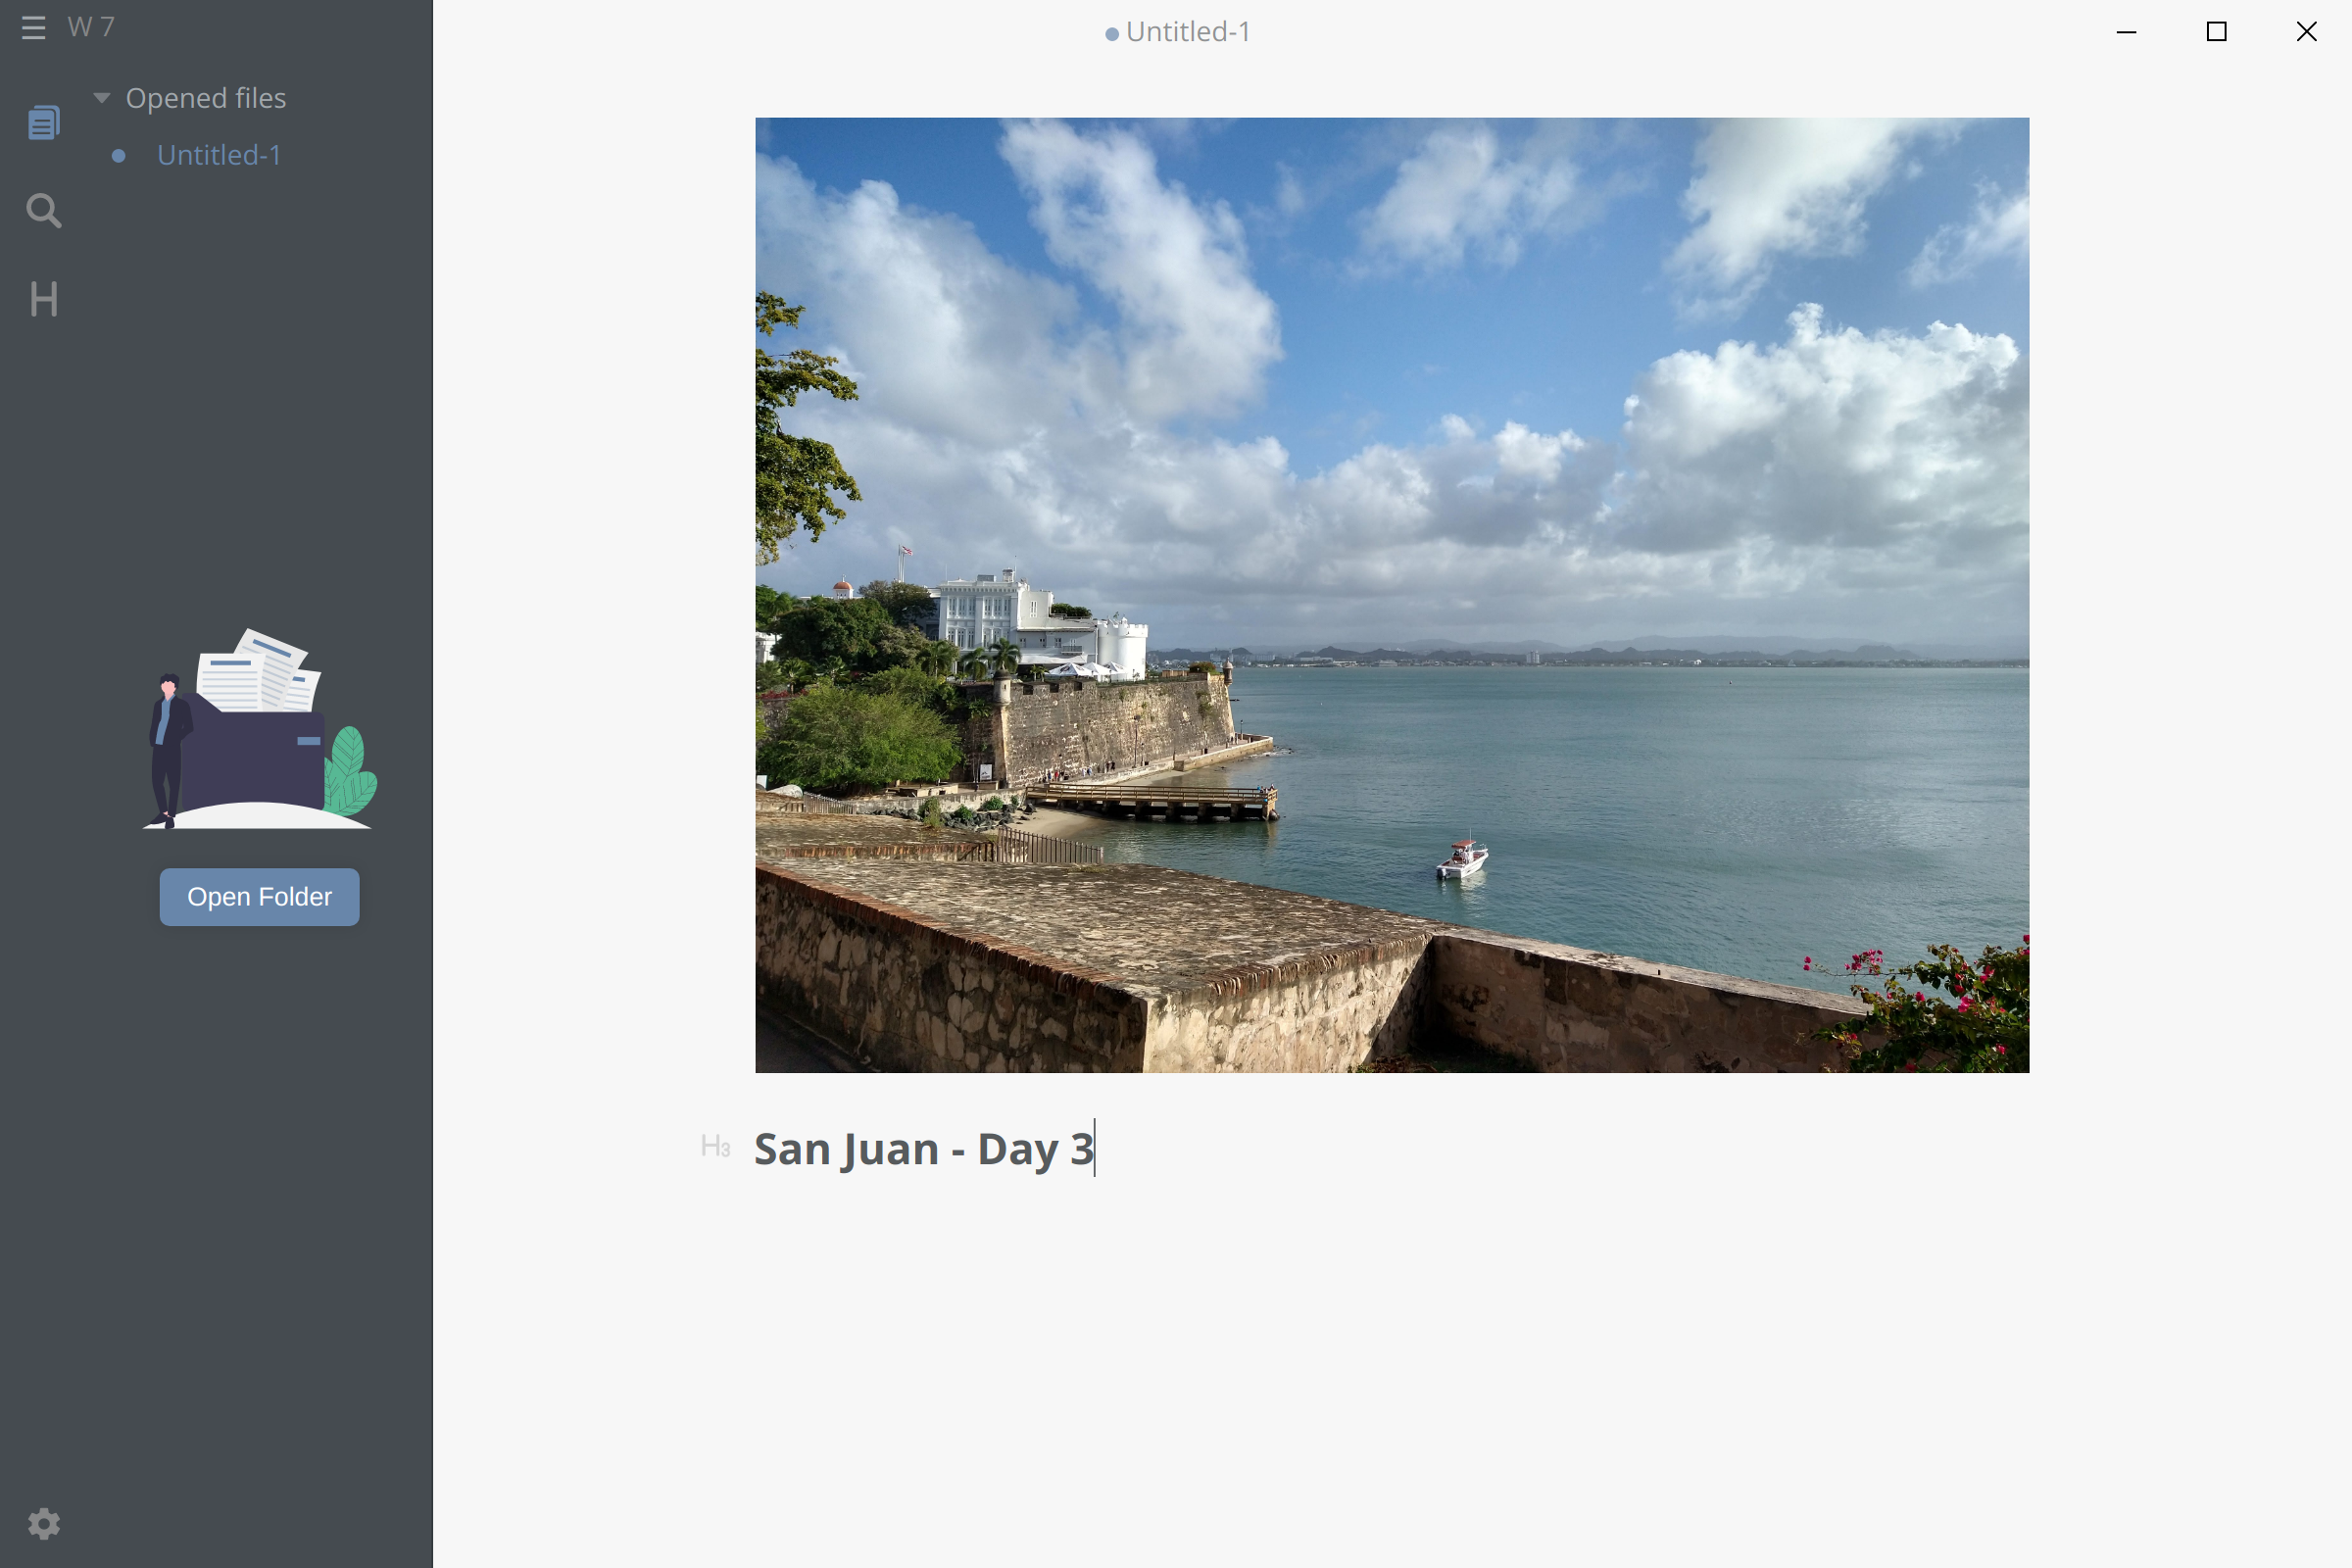 W 7
Untitled-1
Opened files
Untitled-1
H
Open Folder
H3 San Juan - Day 3